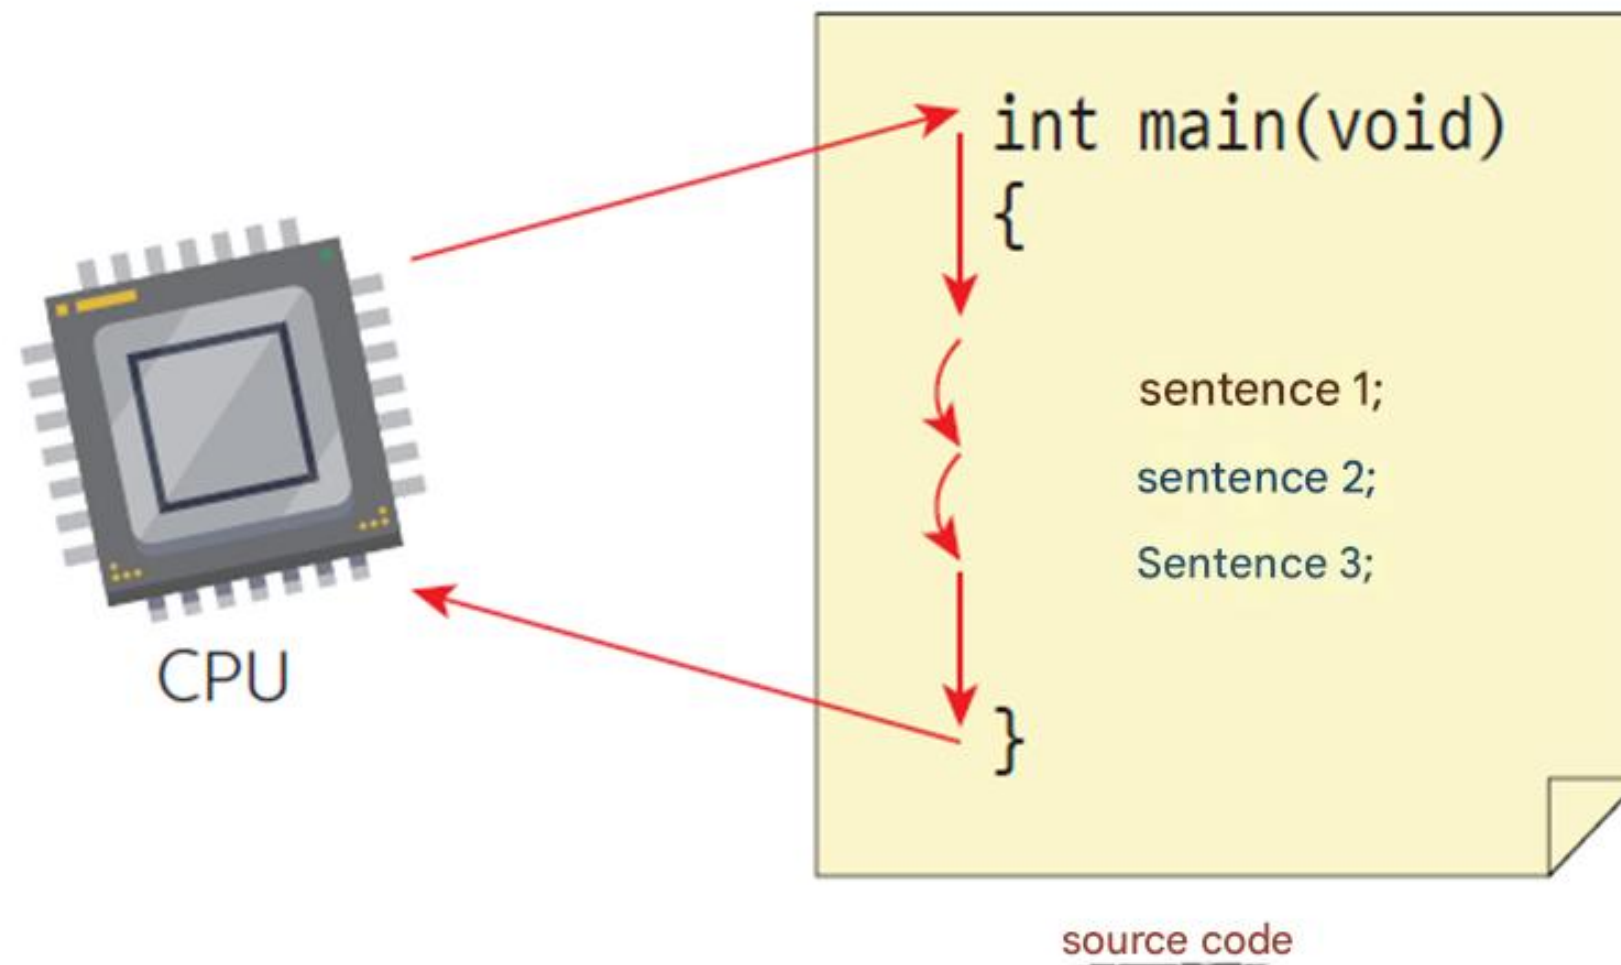 int main(void)
{
sentence 1;
sentence 2;
Sentence 3;
}
CPU
source code